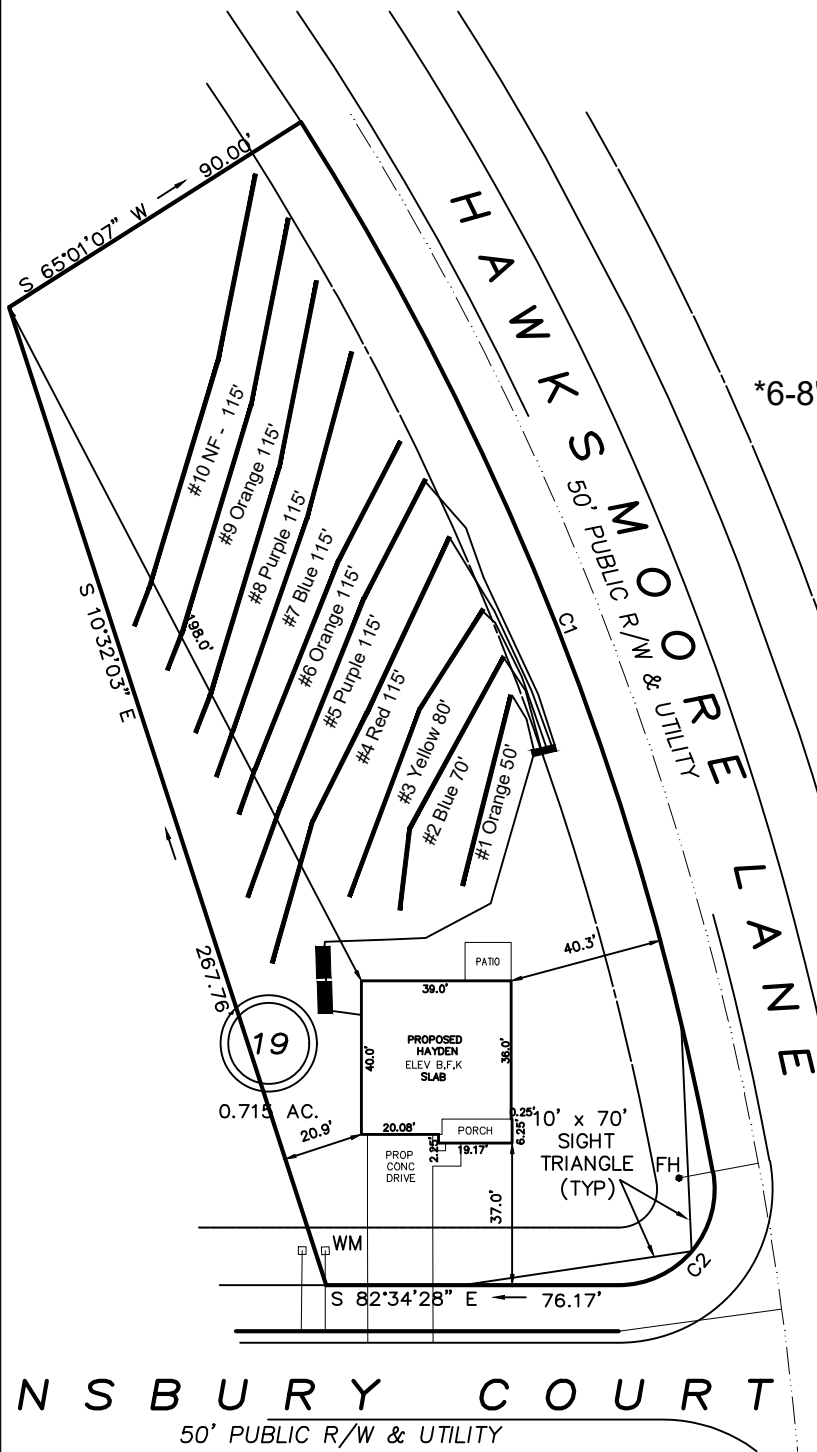 S 65°01'07" W 90.00'
HAWKSMOORE LANE
50' PUBLIC R/W & UTILITY
*6-8'
#10 NF - 115'
#9 Orange 115'
#8 Purple 115'
#7 Blue 115'
#6 Orange 115'
#5 Purple 115'
#4 Red 115'
#3 Yellow 80'
#2 Blue 70'
#1 Orange 50'
C1
198.0'
S 10°32'03" E
267.76'
40.3'
PATIO
39.0'
19
PROPOSED
HAYDEN
ELEV B,F,K
SLAB
40.0'
36.0'
0.715 AC.
20.9'
20.08'
PORCH
0.25'
6.25'
2.25'
19.17'
PROP
CONC
DRIVE
10' x 70'
SIGHT
TRIANGLE
(TYP)
FH
37.0'
WM
C2
S 82°34'28" E 76.17'
NSBURY COURT
50' PUBLIC R/W & UTILITY